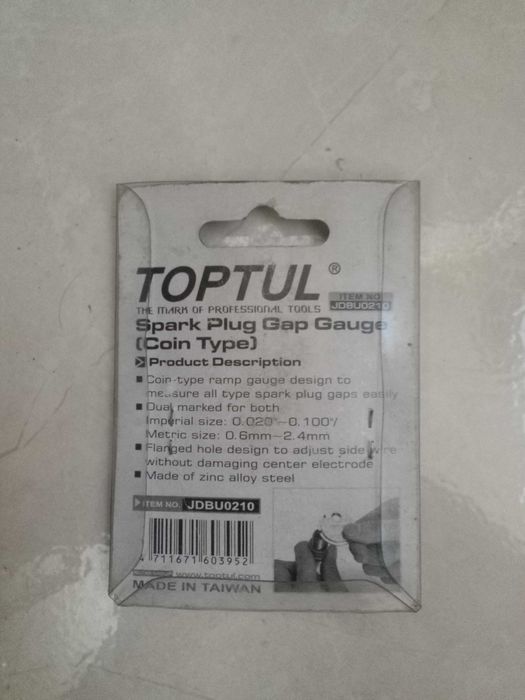 TOPTUL®
THE MARK OF PROFESSIONAL TOOLS
ITEM NO.
JDBU0210
Spark Plug Gap Gauge
(Coin Type)
Product Description
Coin-type ramp gauge design to
measure all type spark plug gaps easily
Dual marked for both
Imperial size: 0.020"~0.100"/
Metric size: 0.6mm~2.4mm
Flanged hole design to adjust side wire
without damaging center electrode
Made of zinc alloy steel
ITEM NO. JDBU0210
4 711671 603952
www.toptul.com
MADE IN TAIWAN